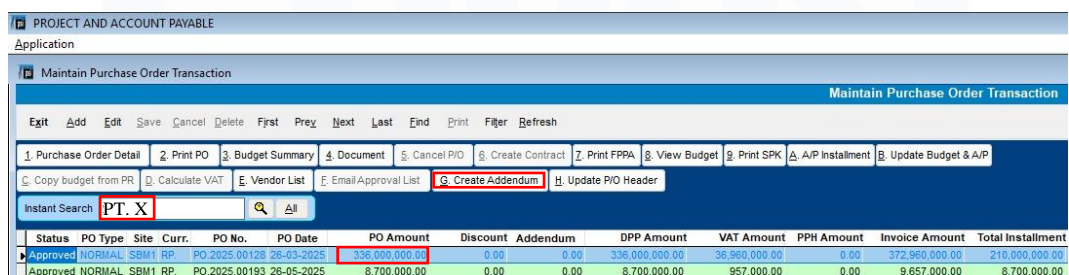 PROJECT AND ACCOUNT PAYABLE
Application
Maintain Purchase Order Transaction
Maintain Purchase Order Transaction
Exit Add Edit Save Cancel Delete First Prev Next Last Find Print Filter Refresh
1. Purchase Order Detail 2. Print PO 3. Budget Summary 4. Document 5. Cancel P/O 6. Create Contract 7. Print FPPA 8. View Budget 9. Print SPK A. A/P Installment B. Update Budget & A/P
C. Copy budget from PR D. Calculate VAT E. Vendor List F. Email Approval List G. Create Addendum H. Update P/O Header
Instant Search PT. X All
Status PO Type Site Curr. PO No. PO Date PO Amount Discount Addendum DPP Amount VAT Amount PPH Amount Invoice Amount Total Installment
Approved NORMAL SBM1 RP. PO.2025.00128 26-03-2025 336,000,000.00 0.00 0.00 336,000,000.00 36,960,000.00 0.00 372,960,000.00 210,000,000.00
Approved NORMAL SBM1 RP. PO.2025.00193 26-05-2025 8,700,000.00 0.00 0.00 8,700,000.00 957,000.00 0.00 9,657,000.00 8,700,000.00